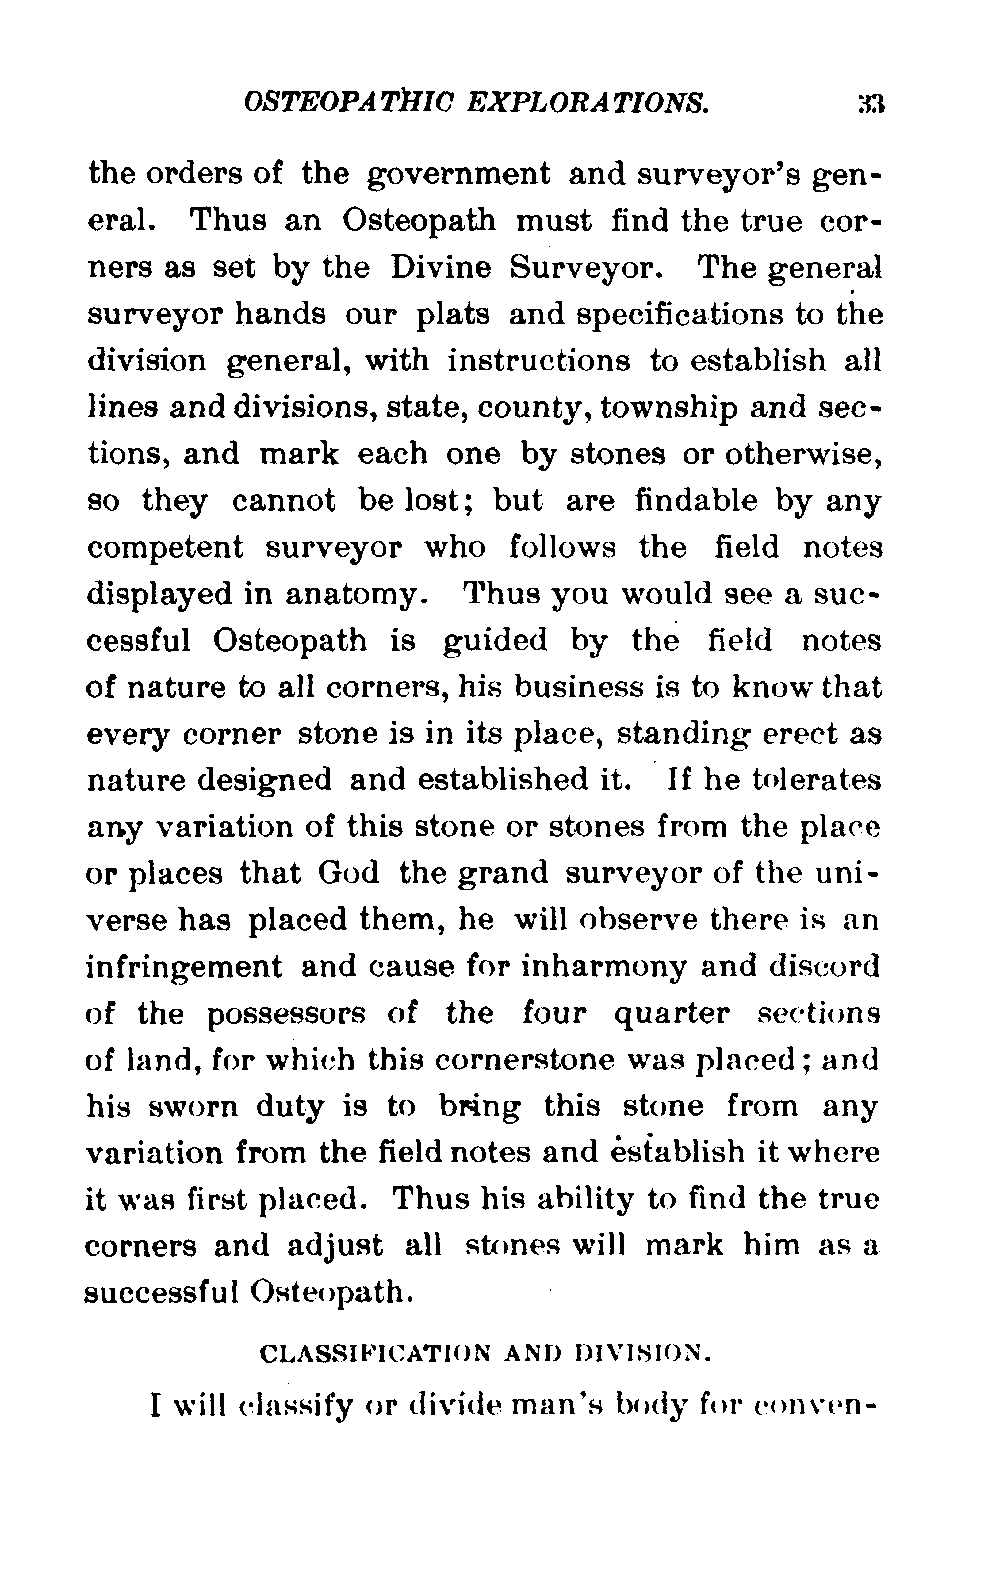 OSTEOPATHIC EXPLORATIONS. 33
the orders of the government and surveyor's gen-
eral. Thus an Osteopath must find the true cor-
ners as set by the Divine Surveyor. The general
surveyor hands our plats and specifications to the
division general, with instructions to establish all
lines and divisions, state, county, township and sec-
tions, and mark each one by stones or otherwise,
so they cannot be lost; but are findable by any
competent surveyor who follows the field notes
displayed in anatomy. Thus you would see a suc-
cessful Osteopath is guided by the field notes
of nature to all corners, his business is to know that
every corner stone is in its place, standing erect as
nature designed and established it. If he tolerates
any variation of this stone or stones from the place
or places that God the grand surveyor of the uni-
verse has placed them, he will observe there is an
infringement and cause for inharmony and discord
of the possessors of the four quarter sections
of land, for which this cornerstone was placed; and
his sworn duty is to bring this stone from any
variation from the field notes and establish it where
it was first placed. Thus his ability to find the true
corners and adjust all stones will mark him as a
successful Osteopath.
CLASSIFICATION AND DIVISION.
I will classify or divide man's body for conven-